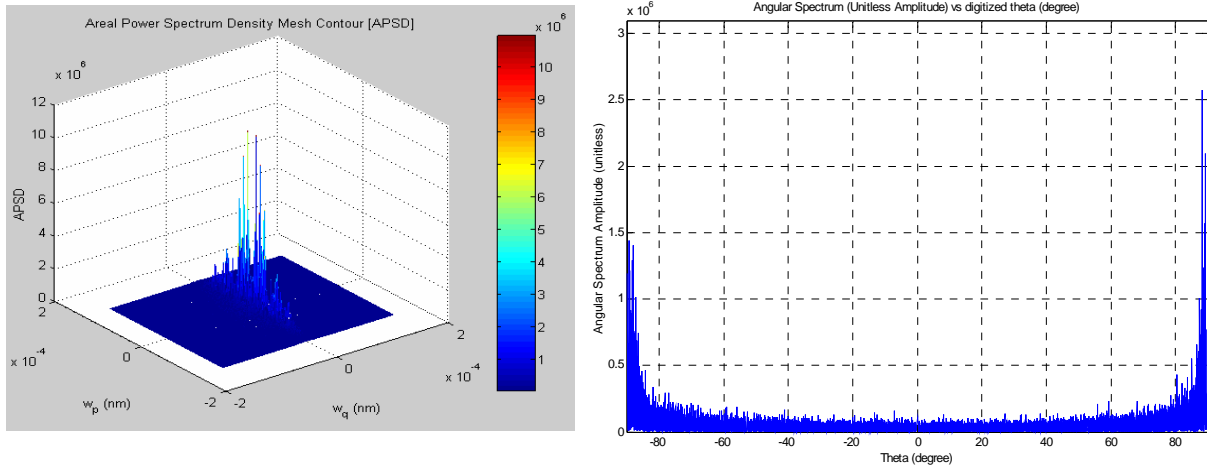 Areal Power Spectrum Density Mesh Contour [APSD]
x 10^6
12
10
8
6
4
2
0
APSD
2
0
-2
x 10^-4
w_p (nm)
-2
0
2
x 10^-4
w_q (nm)
x 10^6
10
9
8
7
6
5
4
3
2
1
Angular Spectrum (Unitless Amplitude) vs digitized theta (degree)
x 10^6
3
2.5
2
1.5
1
0.5
0
Angular Spectrum Amplitude (unitless)
-80 -60 -40 -20 0 20 40 60 80
Theta (degree)